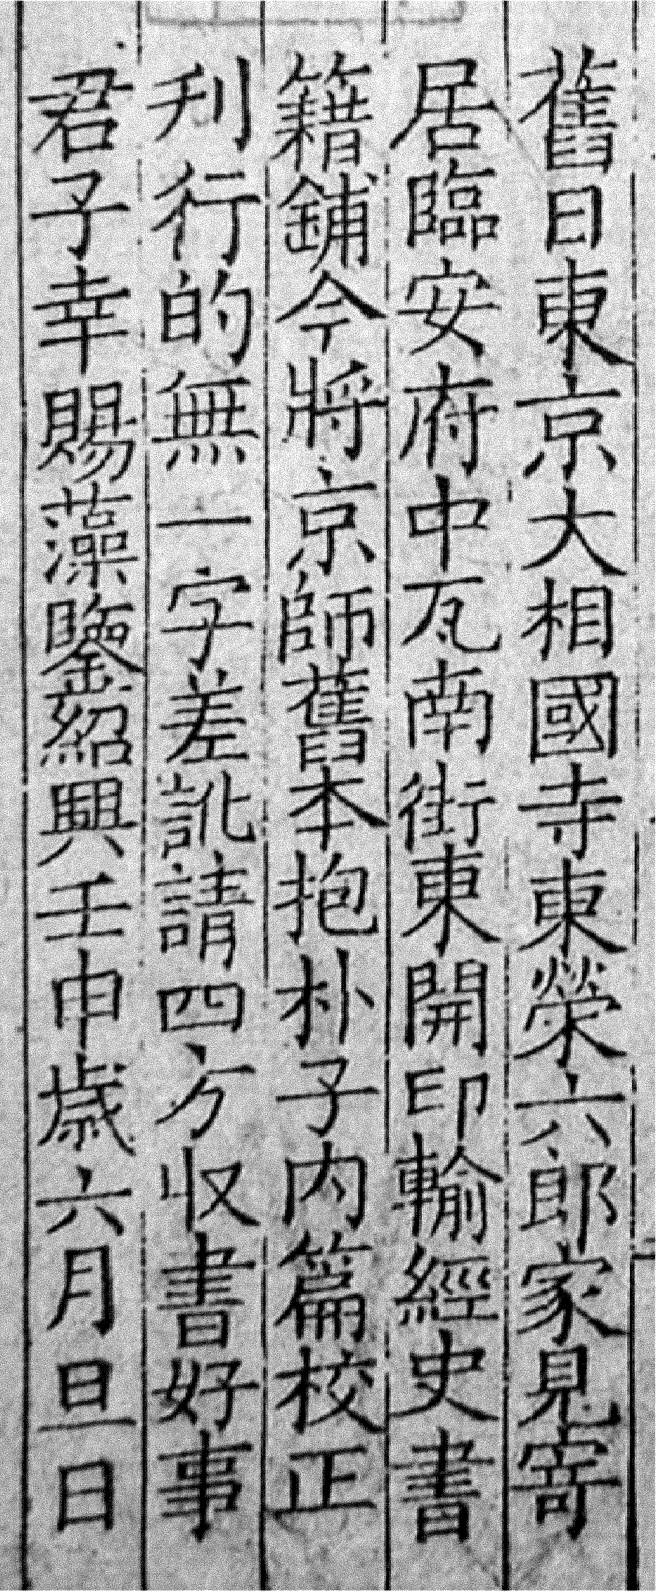 舊日東京大相國寺東榮六郎家見寄
居臨安府中瓦南街東開印輸經史書
籍鋪今將京師舊本抱朴子内篇校正
刋行的無一字差訛請四方収書好事
君子幸賜藻鑒紹興壬申歳六月旦日